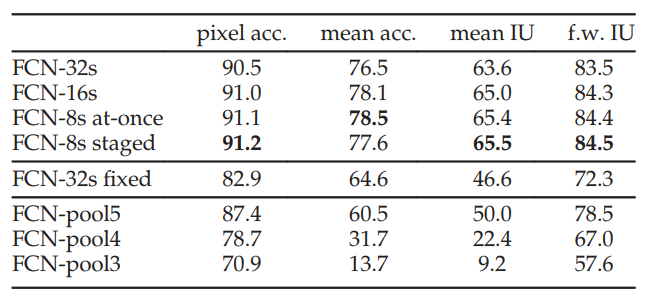 pixel acc. mean acc. mean IU f.w. IU
FCN-32s 90.5 76.5 63.6 83.5
FCN-16s 91.0 78.1 65.0 84.3
FCN-8s at-once 91.1 78.5 65.4 84.4
FCN-8s staged 91.2 77.6 65.5 84.5
FCN-32s fixed 82.9 64.6 46.6 72.3
FCN-pool5 87.4 60.5 50.0 78.5
FCN-pool4 78.7 31.7 22.4 67.0
FCN-pool3 70.9 13.7 9.2 57.6